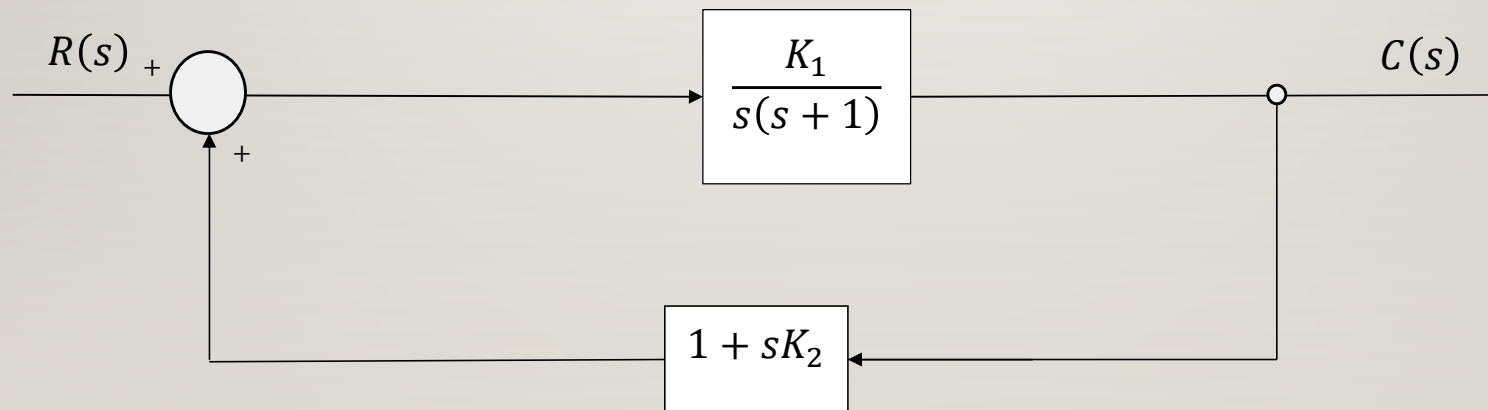 R(s)
+
K₁
s(s + 1)
C(s)
+
1 + sK₂